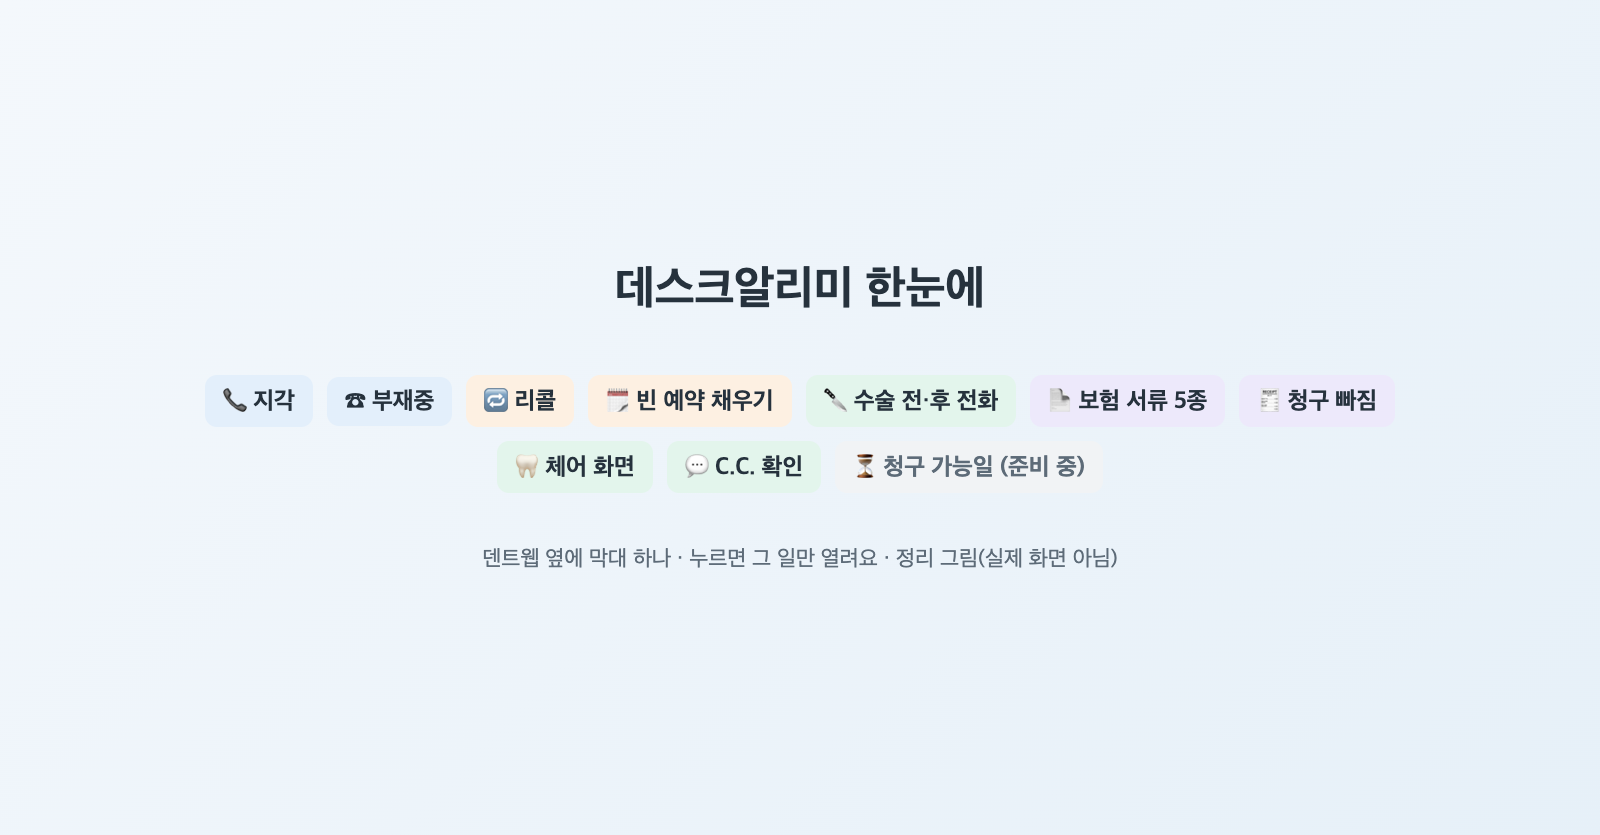 데스크알리미 한눈에
📞 지각 ☎ 부재중 🔁 리콜 🗓 빈 예약 채우기 🔪 수술 전·후 전화 📄 보험 서류 5종 🧾 청구 빠짐
🦷 체어 화면 💬 C.C. 확인 ⏳ 청구 가능일 (준비 중)
덴트웹 옆에 막대 하나 · 누르면 그 일만 열려요 · 정리 그림(실제 화면 아님)